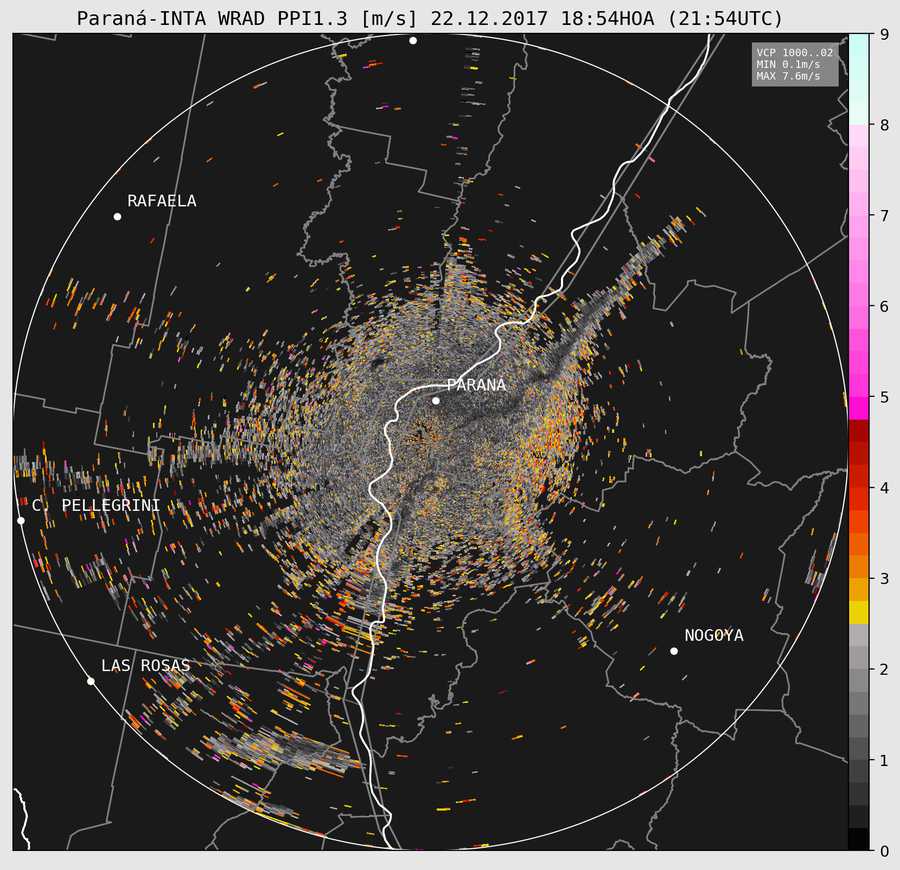 Paraná-INTA WRAD PPI1.3 [m/s] 22.12.2017 18:54HOA (21:54UTC)
VCP 1000..02
MIN 0.1m/s
MAX 7.6m/s
9
8
7
6
5
4
3
2
1
0
RAFAELA
PARANA
C. PELLEGRINI
NOGOYA
LAS ROSAS